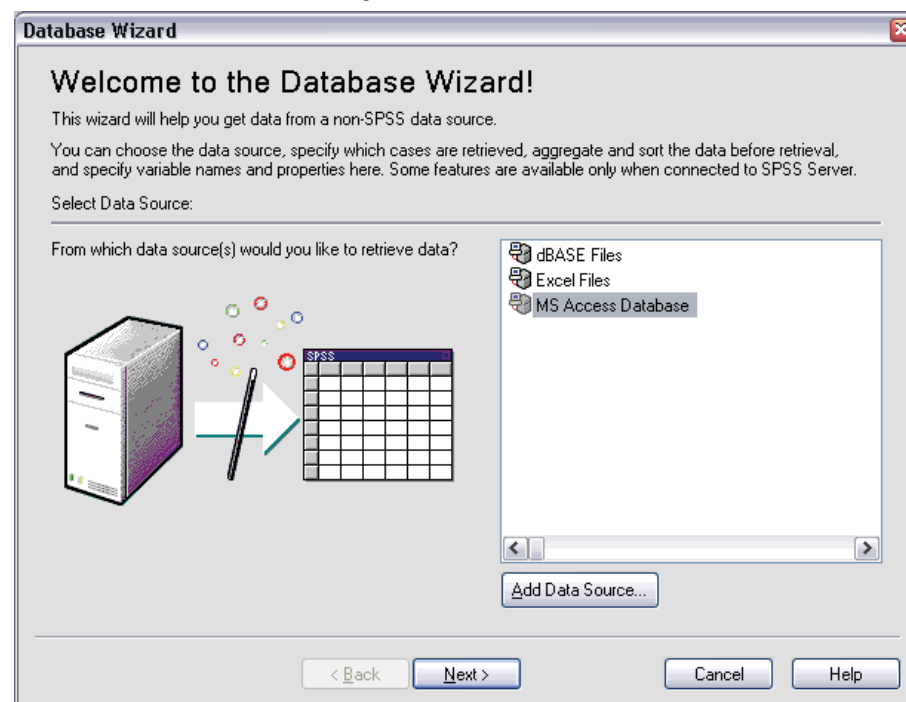 Database Wizard
Welcome to the Database Wizard!
This wizard will help you get data from a non-SPSS data source.
You can choose the data source, specify which cases are retrieved, aggregate and sort the data before retrieval,
and specify variable names and properties here. Some features are available only when connected to SPSS Server.
Select Data Source:
From which data source(s) would you like to retrieve data?
SPSS
dBASE Files
Excel Files
MS Access Database
Add Data Source...
< Back
Next >
Cancel
Help